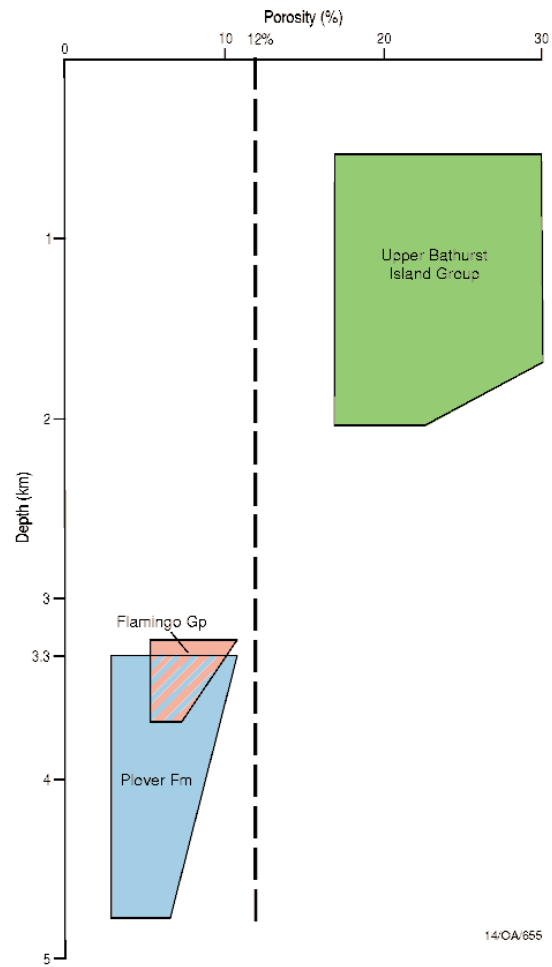 Porosity (%)
0 10 12% 20 30
1
Upper Bathurst
Island Group
2
Depth (km)
3
Flamingo Gp
3.3
4
Plover Fm
5
14/OA/655